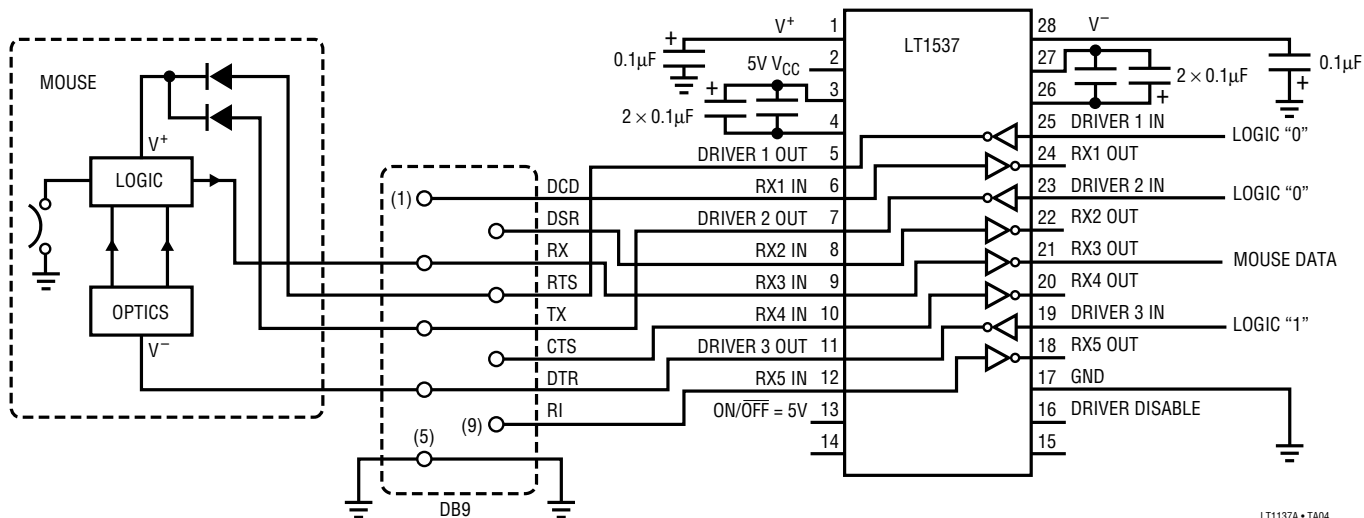 MOUSE
V+
LOGIC
OPTICS
V−
(1)
DCD
DSR
RX
RTS
TX
CTS
DTR
RI
(9)
(5)
DB9
LT1537
V+
1
+
0.1µF
2
5V VCC
3
+
2 × 0.1µF
4
DRIVER 1 OUT
5
RX1 IN
6
DRIVER 2 OUT
7
RX2 IN
8
RX3 IN
9
RX4 IN
10
DRIVER 3 OUT
11
RX5 IN
12
ON/OFF = 5V
13
14
28
V−
0.1µF
+
27
2 × 0.1µF
+
26
25
DRIVER 1 IN
LOGIC “0”
24
RX1 OUT
23
DRIVER 2 IN
LOGIC “0”
22
RX2 OUT
21
RX3 OUT
MOUSE DATA
20
RX4 OUT
19
DRIVER 3 IN
LOGIC “1”
18
RX5 OUT
17
GND
16
DRIVER DISABLE
15
LT1137A • TA04